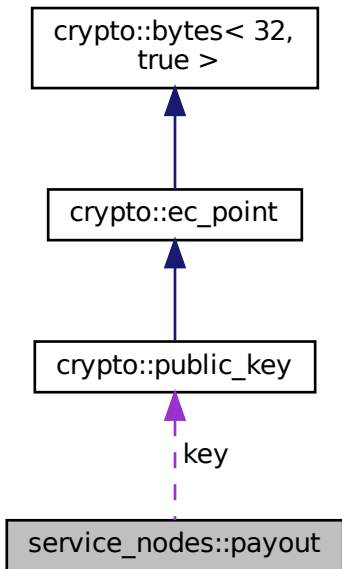 crypto::bytes< 32,
true >
crypto::ec_point
crypto::public_key
key
service_nodes::payout